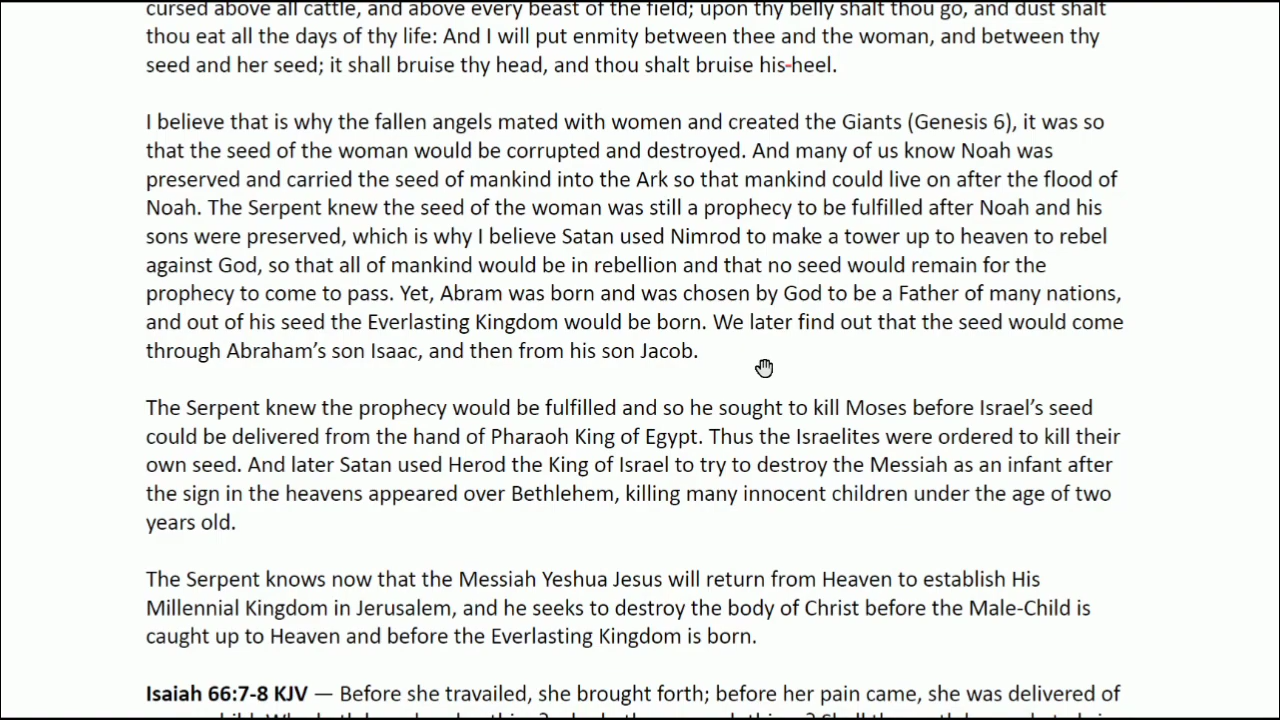 cursed above all cattle, and above every beast of the field; upon thy belly shalt thou go, and dust shalt
thou eat all the days of thy life: And I will put enmity between thee and the woman, and between thy
seed and her seed; it shall bruise thy head, and thou shalt bruise his-heel.
I believe that is why the fallen angels mated with women and created the Giants (Genesis 6), it was so
that the seed of the woman would be corrupted and destroyed. And many of us know Noah was
preserved and carried the seed of mankind into the Ark so that mankind could live on after the flood of
Noah. The Serpent knew the seed of the woman was still a prophecy to be fulfilled after Noah and his
sons were preserved, which is why I believe Satan used Nimrod to make a tower up to heaven to rebel
against God, so that all of mankind would be in rebellion and that no seed would remain for the
prophecy to come to pass. Yet, Abram was born and was chosen by God to be a Father of many nations,
and out of his seed the Everlasting Kingdom would be born. We later find out that the seed would come
through Abraham’s son Isaac, and then from his son Jacob.
The Serpent knew the prophecy would be fulfilled and so he sought to kill Moses before Israel’s seed
could be delivered from the hand of Pharaoh King of Egypt. Thus the Israelites were ordered to kill their
own seed. And later Satan used Herod the King of Israel to try to destroy the Messiah as an infant after
the sign in the heavens appeared over Bethlehem, killing many innocent children under the age of two
years old.
The Serpent knows now that the Messiah Yeshua Jesus will return from Heaven to establish His
Millennial Kingdom in Jerusalem, and he seeks to destroy the body of Christ before the Male-Child is
caught up to Heaven and before the Everlasting Kingdom is born.
Isaiah 66:7-8 KJV — Before she travailed, she brought forth; before her pain came, she was delivered of